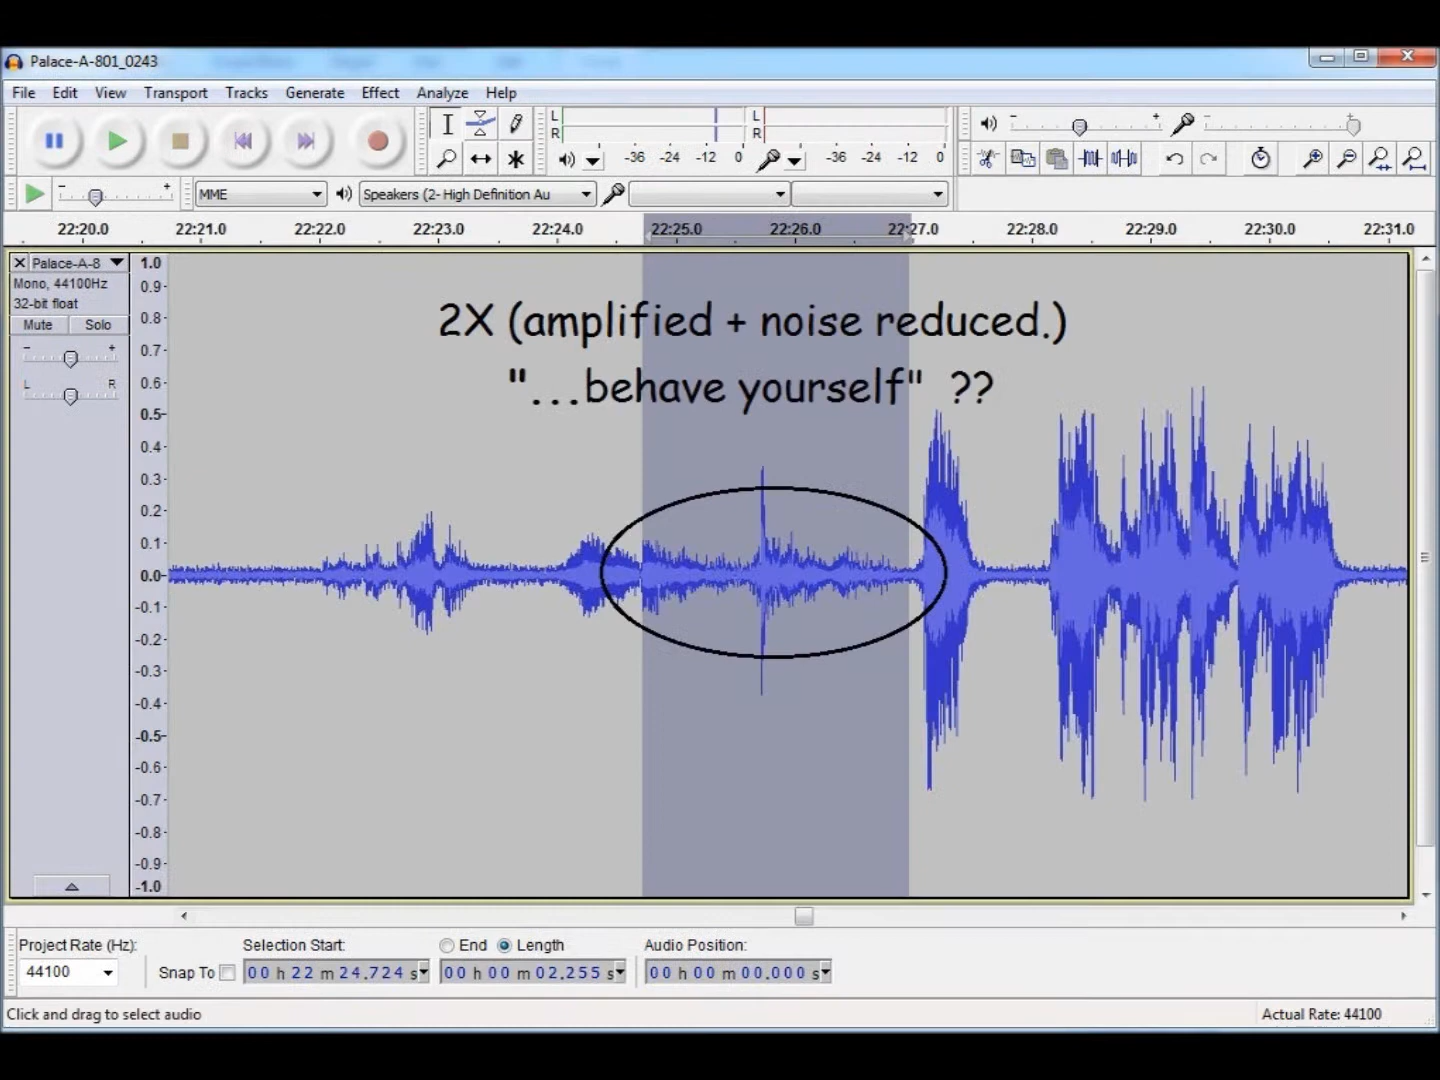 Palace-A-801_0243
File Edit View Transport Tracks Generate Effect Analyze Help
L
R
-36 -24 -12 0
L
R
-36 -24 -12 0
MME
Speakers (2- High Definition Au
22:20.0 22:21.0 22:22.0 22:23.0 22:24.0 22:25.0 22:26.0 22:27.0 22:28.0 22:29.0 22:30.0 22:31.0
Palace-A-8
Mono, 44100Hz
32-bit float
Mute Solo
- +
L R
1.0
0.9
0.8
0.7
0.6
0.5
0.4
0.3
0.2
0.1
0.0
-0.1
-0.2
-0.3
-0.4
-0.5
-0.6
-0.7
-0.8
-0.9
-1.0
2X (amplified + noise reduced.)
"...behave yourself" ??
Project Rate (Hz):
44100
Snap To
Selection Start:
00 h 22 m 24.724 s
End Length
00 h 00 m 02.255 s
Audio Position:
00 h 00 m 00.000 s
Click and drag to select audio
Actual Rate: 44100